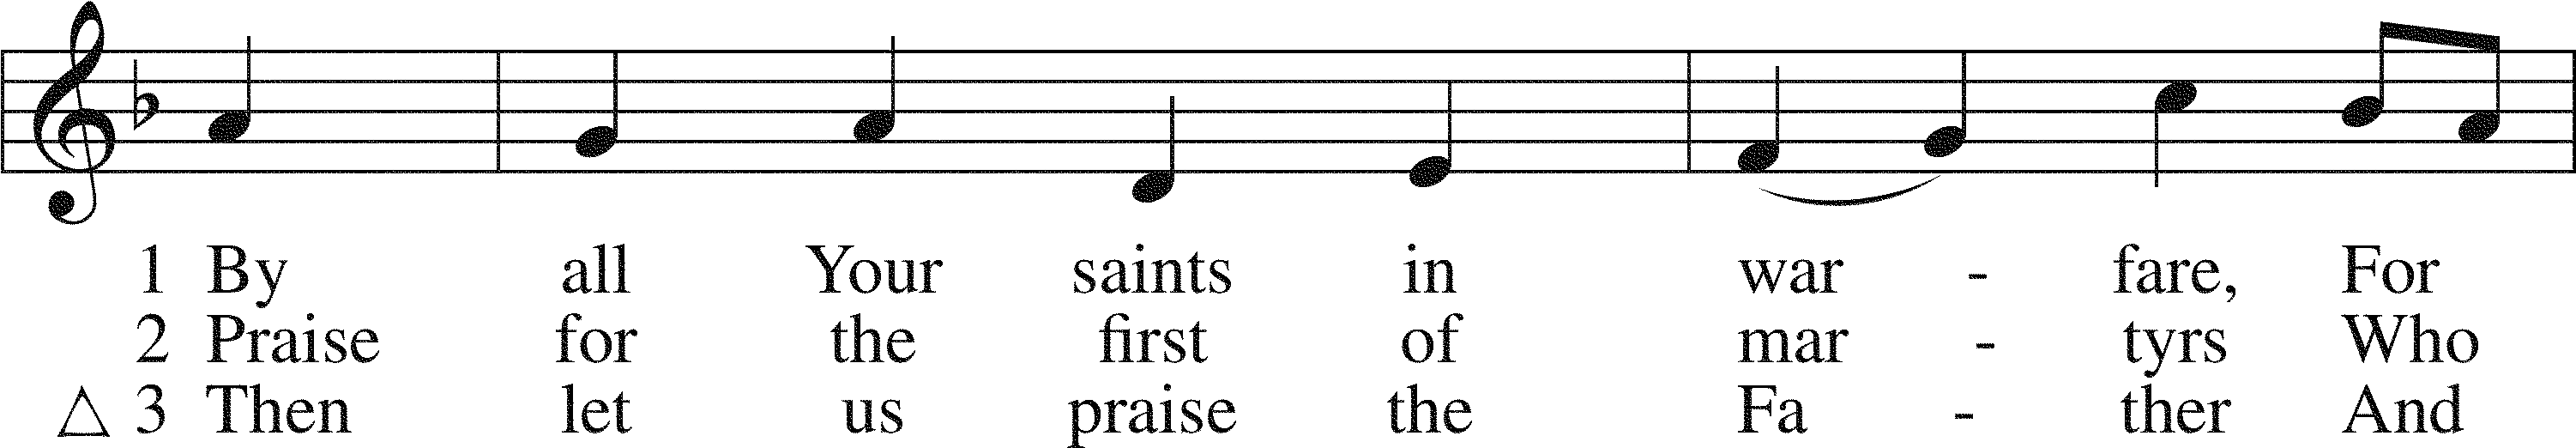 1 By all Your saints in war - fare, For
2 Praise for the first of mar - tyrs Who
△ 3 Then let us praise the Fa - ther And